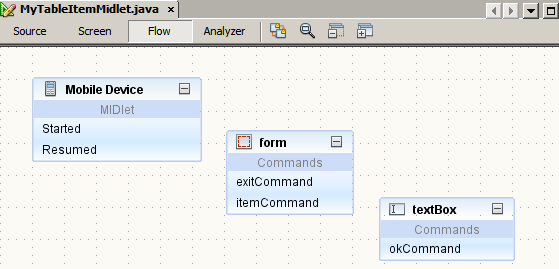 MyTableItemMidlet.java
Source Screen Flow Analyzer
Mobile Device
MIDlet
Started
Resumed
form
Commands
exitCommand
itemCommand
textBox
Commands
okCommand